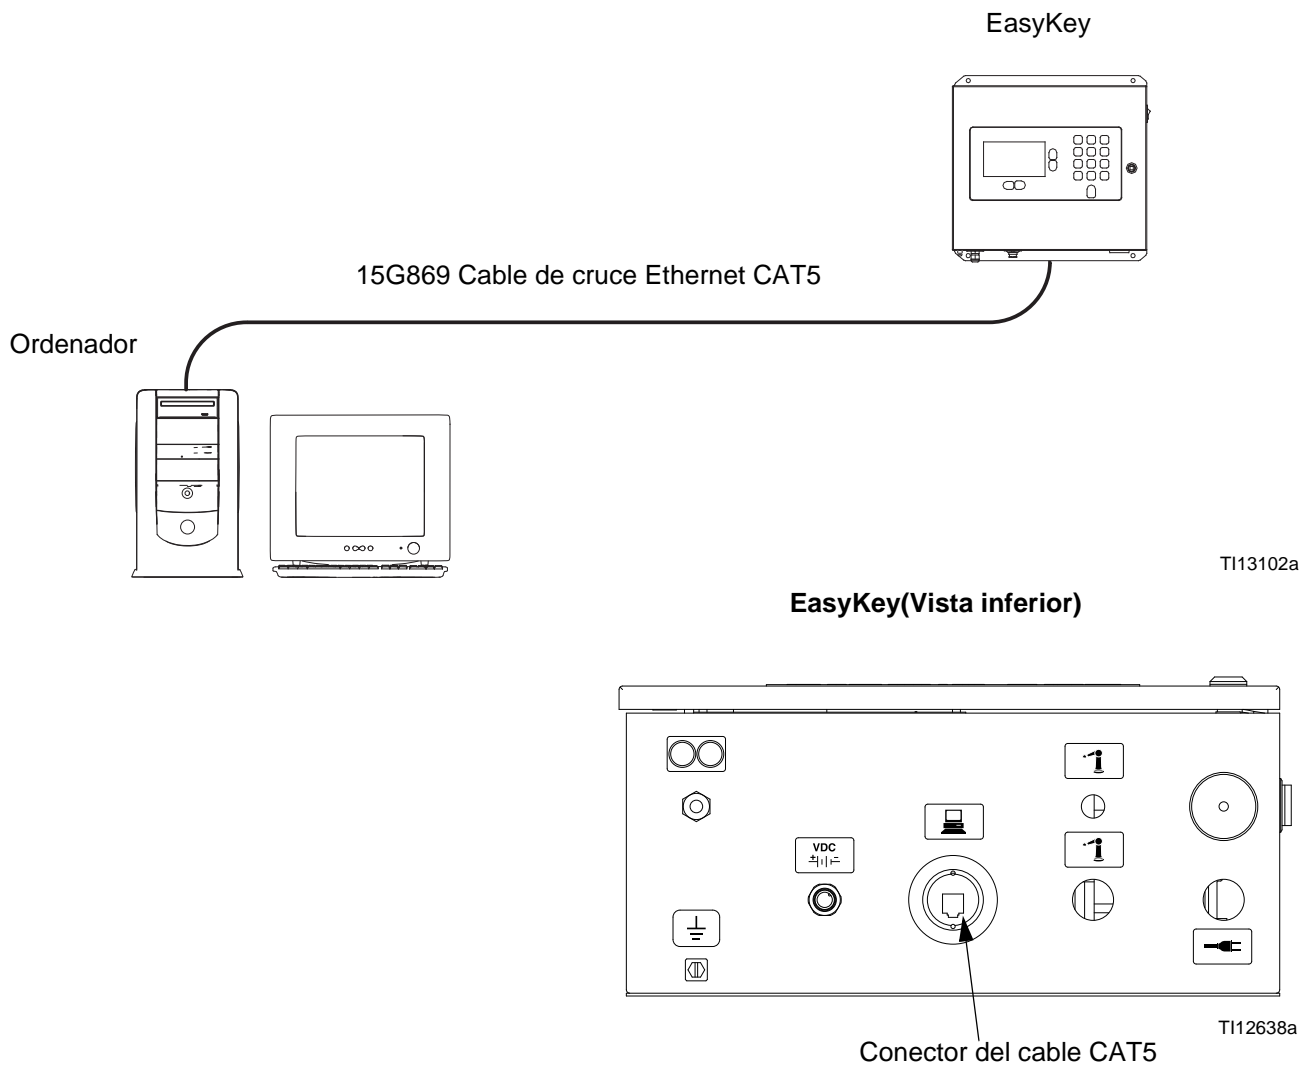 EasyKey
15G869 Cable de cruce Ethernet CAT5
Ordenador
TI13102a
EasyKey(Vista inferior)
VDC
TI12638a
Conector del cable CAT5